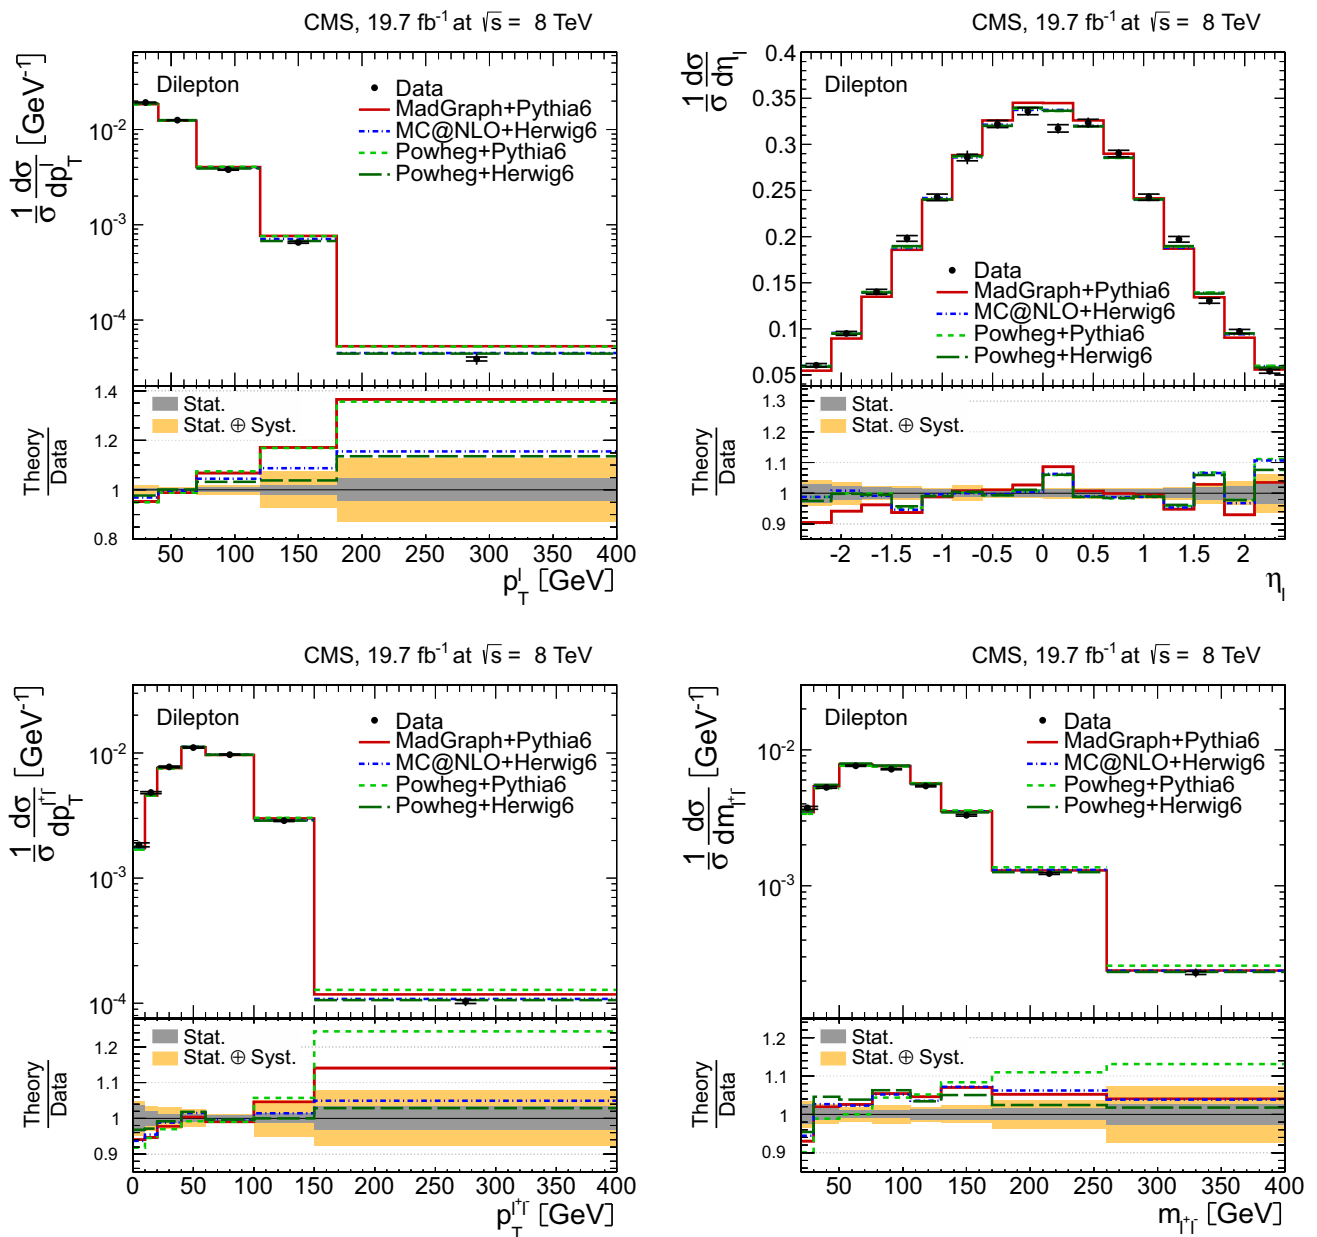 CMS, 19.7 fb⁻¹ at √s = 8 TeV
Dilepton
Data
MadGraph+Pythia6
MC@NLO+Herwig6
Powheg+Pythia6
Powheg+Herwig6
1/σ dσ/dp_T^l [GeV⁻¹]
10⁻²
10⁻³
10⁻⁴
Stat.
Stat. ⊕ Syst.
Theory/Data
1.4
1.2
1
0.8
50 100 150 200 250 300 350 400
p_T^l [GeV]
CMS, 19.7 fb⁻¹ at √s = 8 TeV
Dilepton
1/σ dσ/dη_l
0.4
0.35
0.3
0.25
0.2
0.15
0.1
0.05
Data
MadGraph+Pythia6
MC@NLO+Herwig6
Powheg+Pythia6
Powheg+Herwig6
Stat.
Stat. ⊕ Syst.
Theory/Data
1.3
1.2
1.1
1
0.9
-2 -1.5 -1 -0.5 0 0.5 1 1.5 2
η_l
CMS, 19.7 fb⁻¹ at √s = 8 TeV
Dilepton
Data
MadGraph+Pythia6
MC@NLO+Herwig6
Powheg+Pythia6
Powheg+Herwig6
1/σ dσ/dp_T^{l⁺l⁻} [GeV⁻¹]
10⁻²
10⁻³
10⁻⁴
Stat.
Stat. ⊕ Syst.
Theory/Data
1.2
1.1
1
0.9
0 50 100 150 200 250 300 350 400
p_T^{l⁺l⁻} [GeV]
CMS, 19.7 fb⁻¹ at √s = 8 TeV
Dilepton
Data
MadGraph+Pythia6
MC@NLO+Herwig6
Powheg+Pythia6
Powheg+Herwig6
1/σ dσ/dm_{l⁺l⁻} [GeV⁻¹]
10⁻²
10⁻³
Stat.
Stat. ⊕ Syst.
Theory/Data
1.2
1.1
1
0.9
50 100 150 200 250 300 350 400
m_{l⁺l⁻} [GeV]